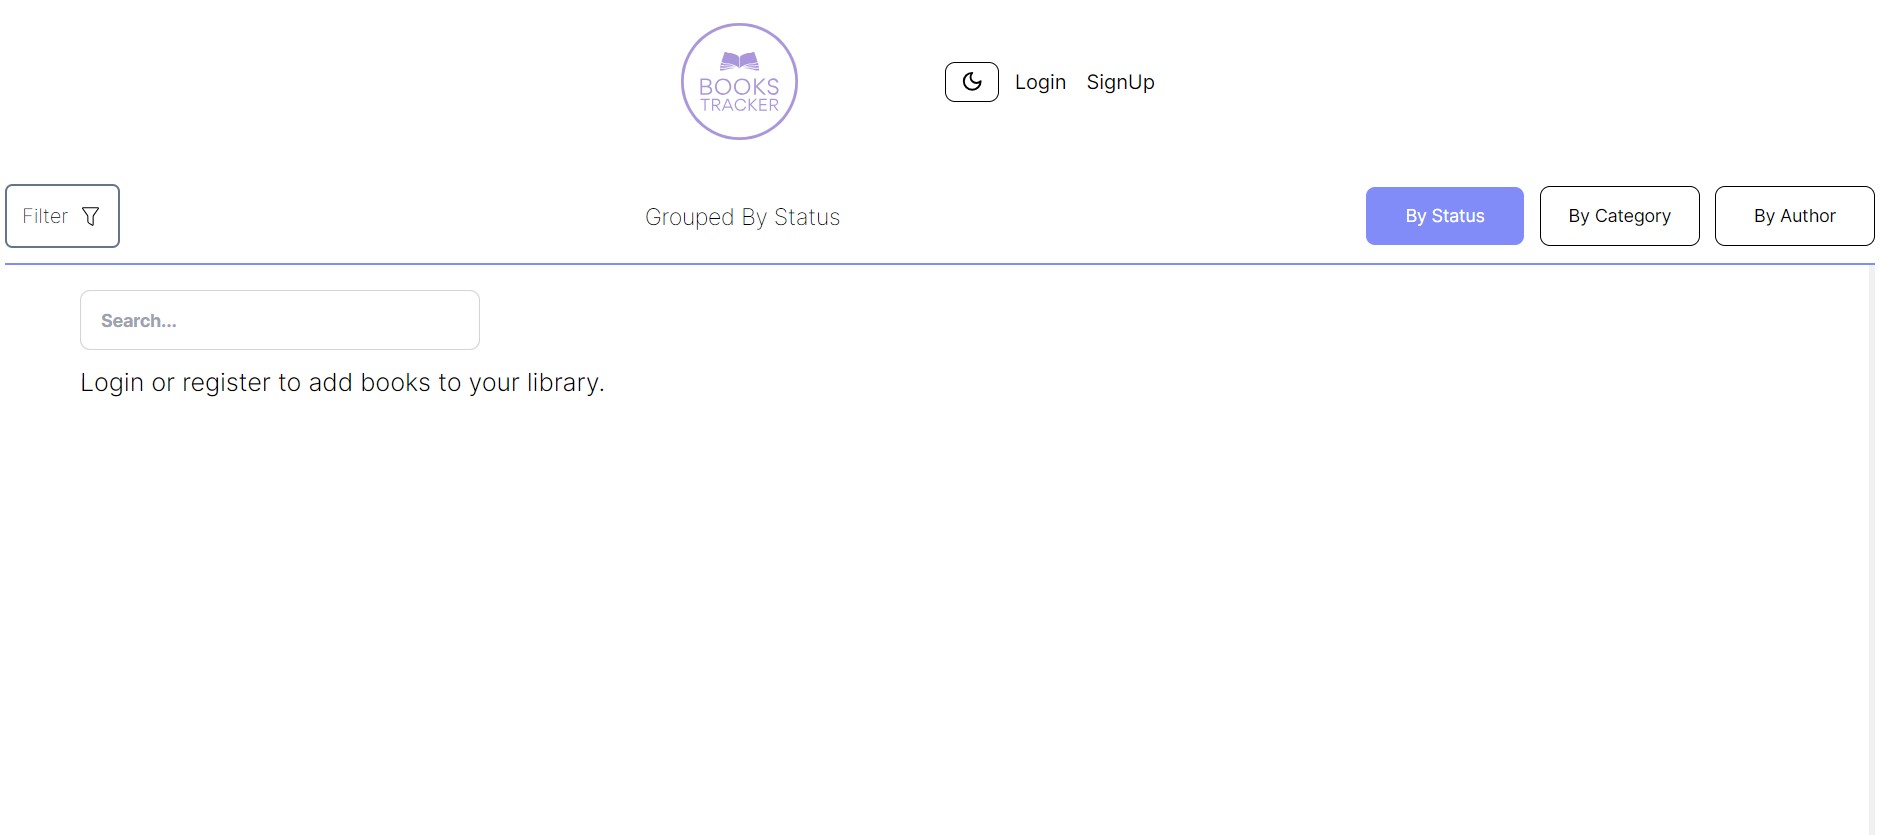 BOOKS
TRACKER
Login SignUp
Filter
Grouped By Status
By Status By Category By Author
Search...
Login or register to add books to your library.